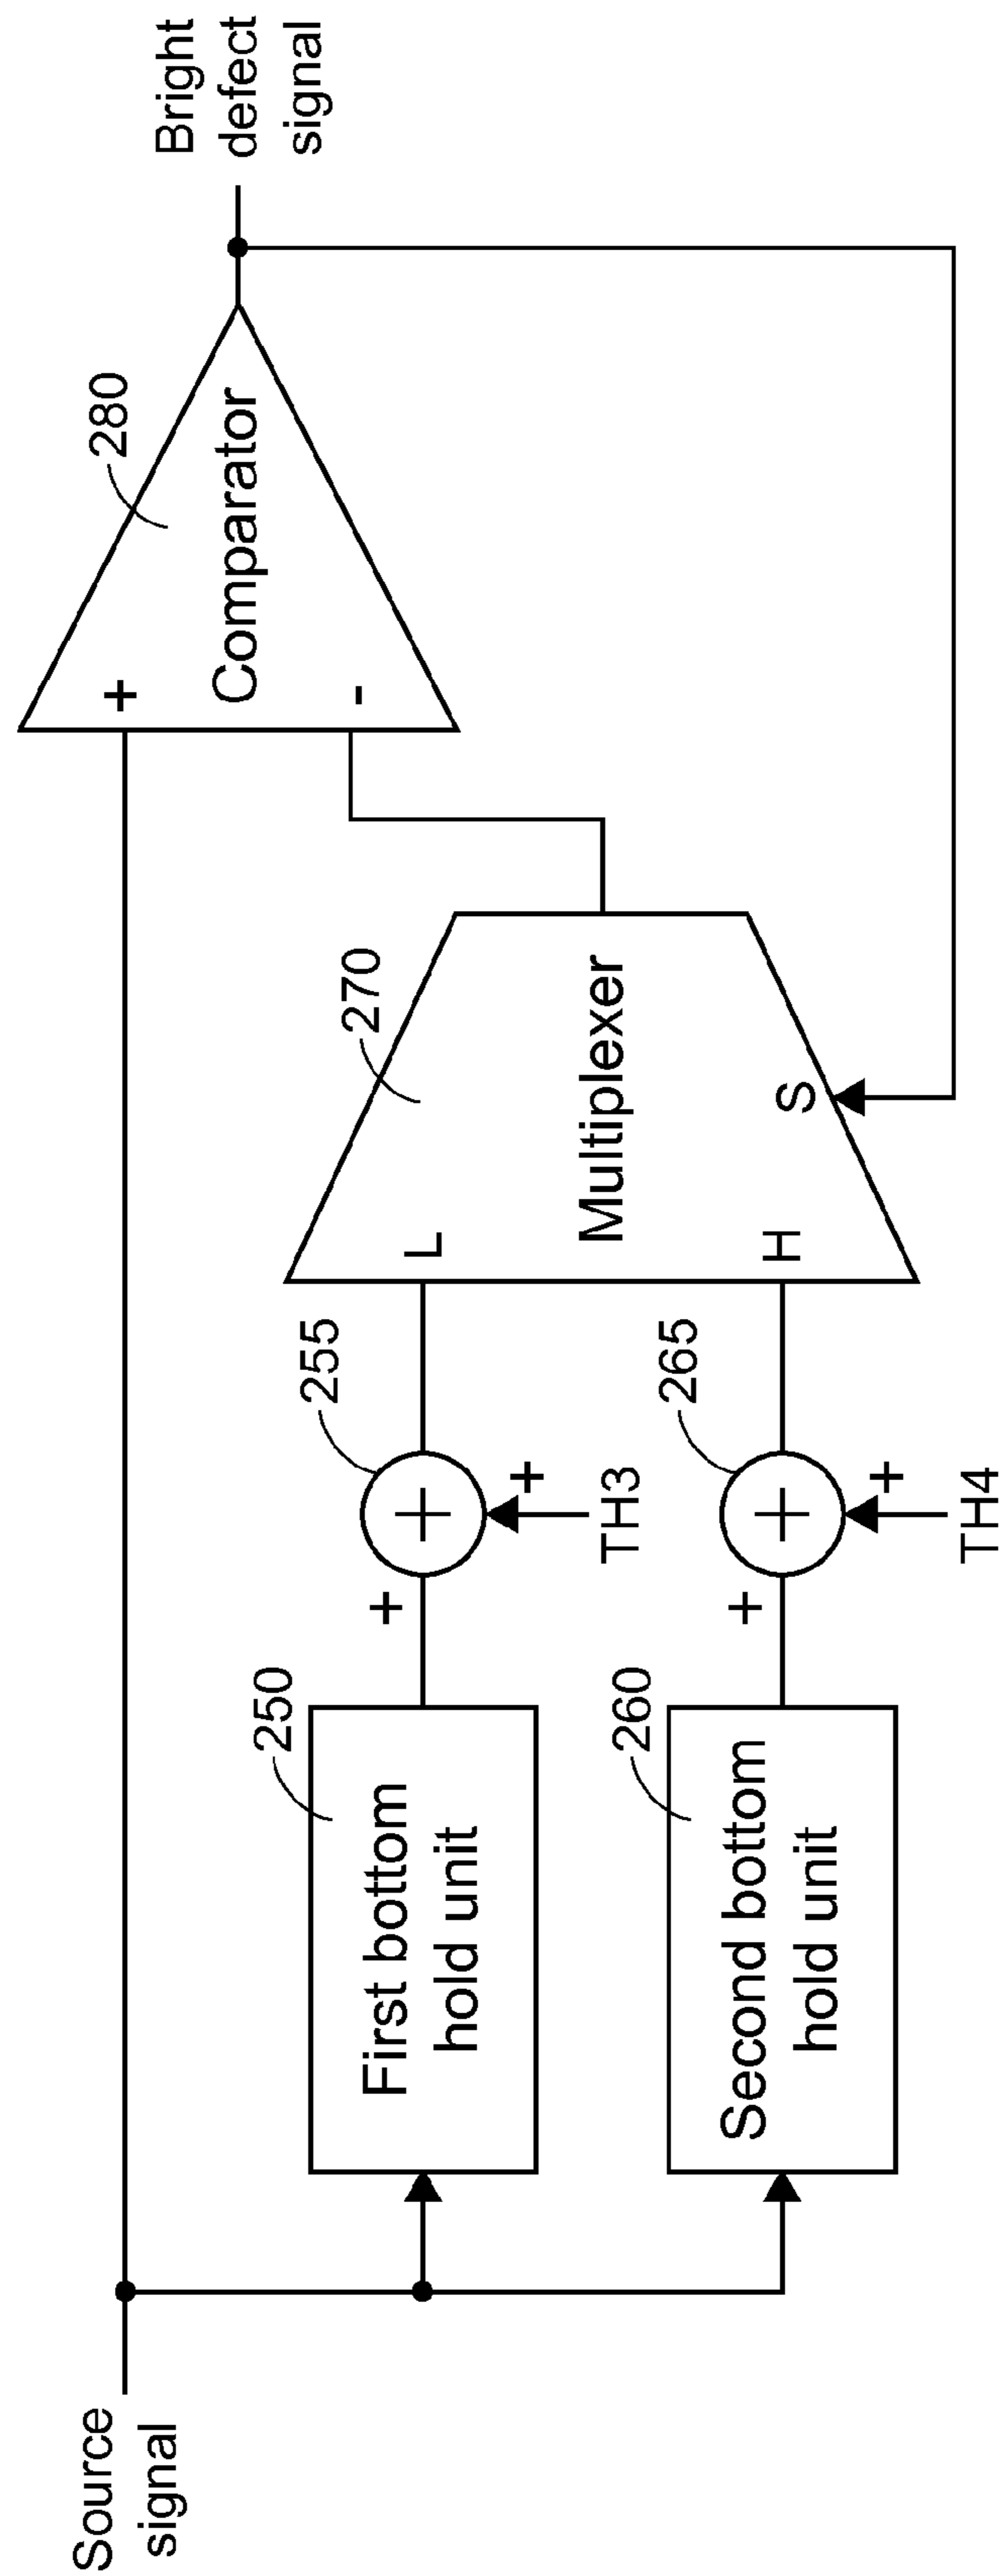 Source
signal
250
First bottom
hold unit
+
255
+
TH3
260
Second bottom
hold unit
+
265
+
TH4
270
L
H
S
Multiplexer
280
+
-
Comparator
Bright
defect
signal